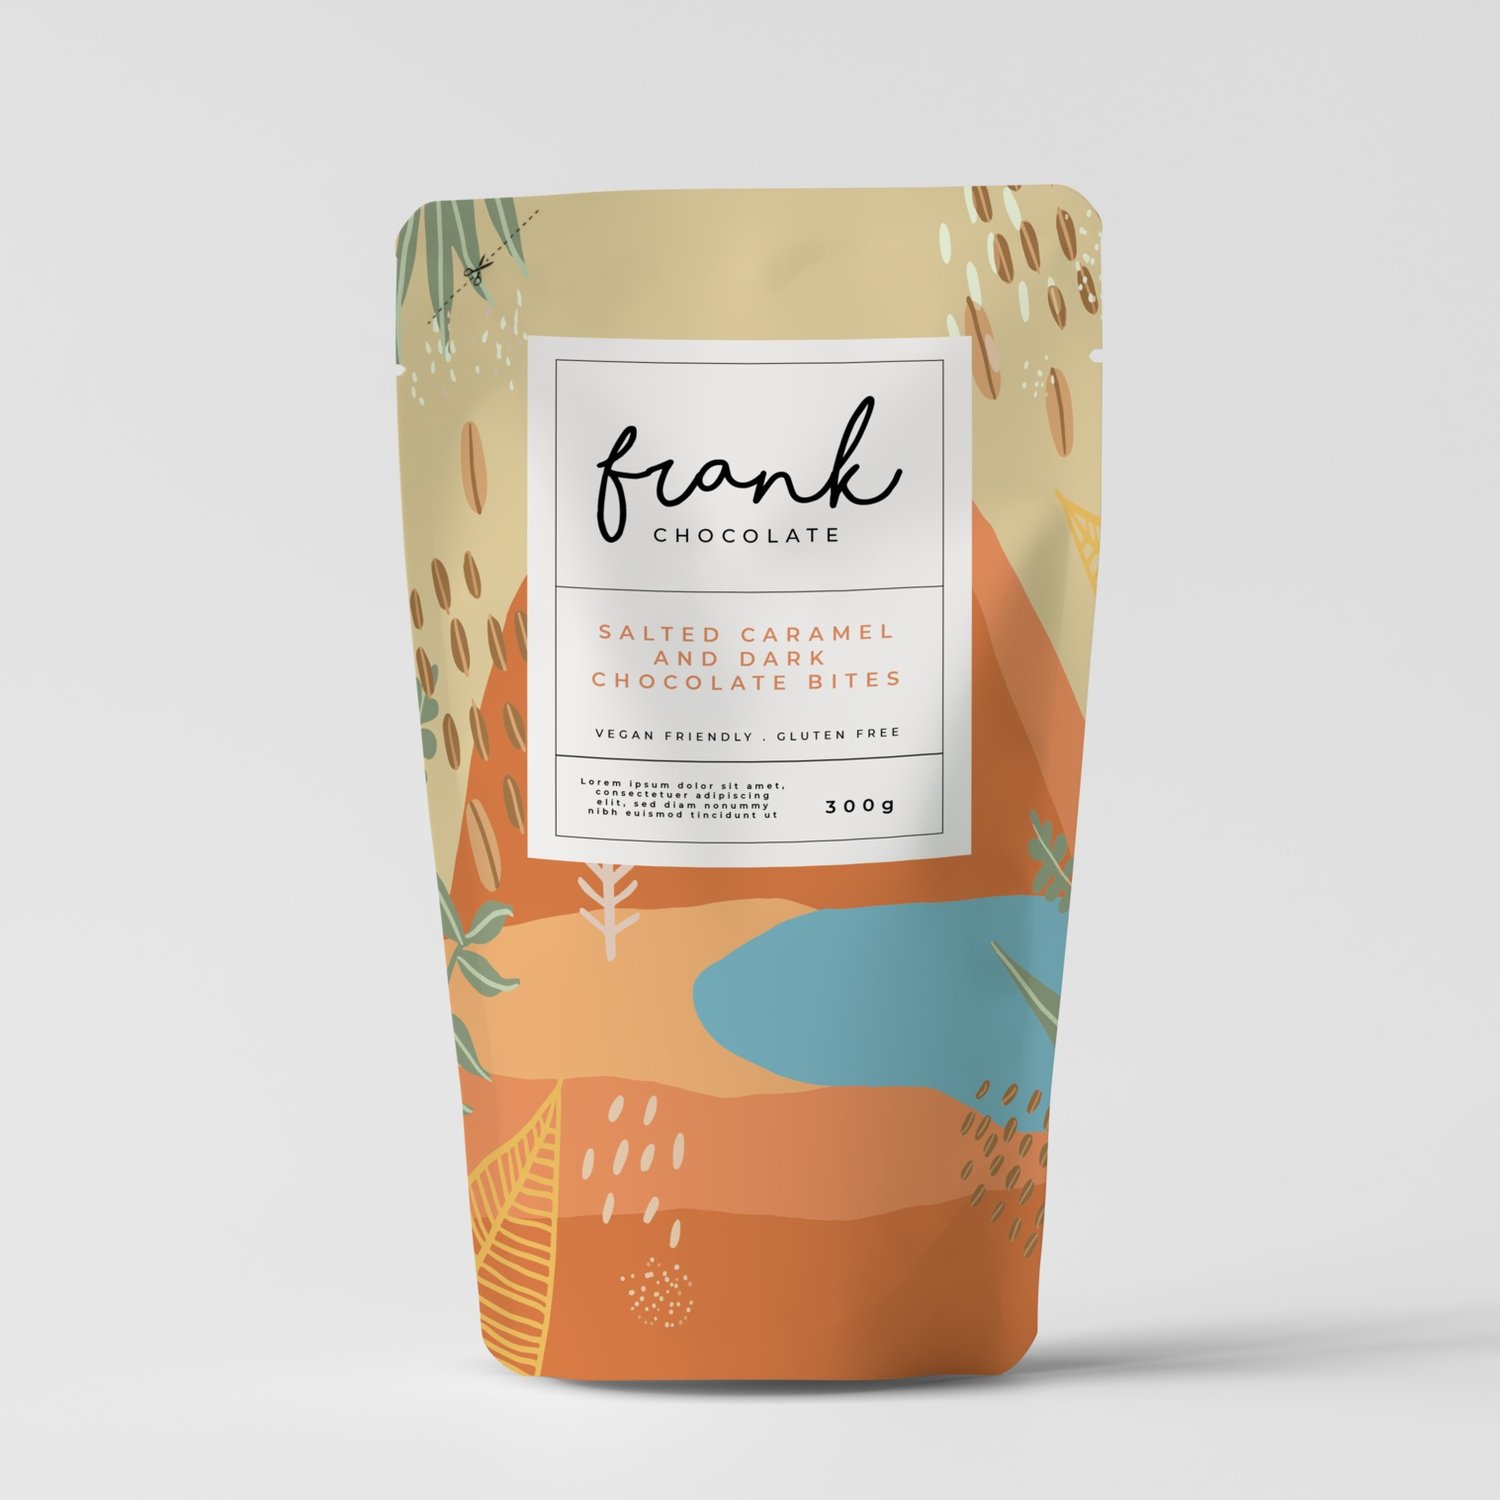 frank
CHOCOLATE
SALTED CARAMEL
AND DARK
CHOCOLATE BITES
VEGAN FRIENDLY . GLUTEN FREE
Lorem ipsum dolor sit amet,
consectetuer adipiscing
elit, sed diam nonummy
nibh euismod tincidunt ut
300g